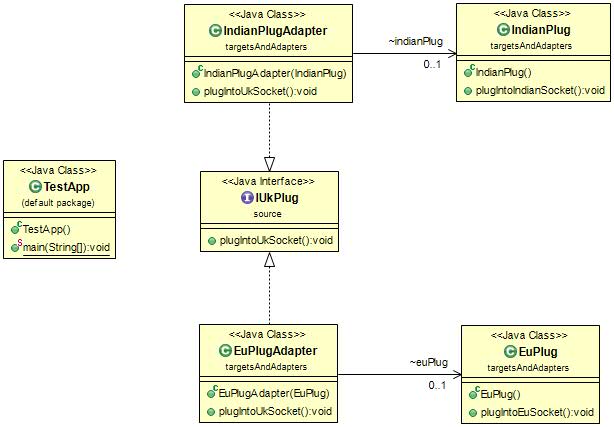 <<Java Class>>
IndianPlugAdapter
targetsAndAdapters
IndianPlugAdapter(IndianPlug)
plugIntoUkSocket():void
~indianPlug
0..1
<<Java Class>>
IndianPlug
targetsAndAdapters
IndianPlug()
plugIntoIndianSocket():void
<<Java Class>>
TestApp
(default package)
TestApp()
main(String[]):void
<<Java Interface>>
IUkPlug
source
plugIntoUkSocket():void
<<Java Class>>
EuPlugAdapter
targetsAndAdapters
EuPlugAdapter(EuPlug)
plugIntoUkSocket():void
~euPlug
0..1
<<Java Class>>
EuPlug
targetsAndAdapters
EuPlug()
plugIntoEuSocket():void